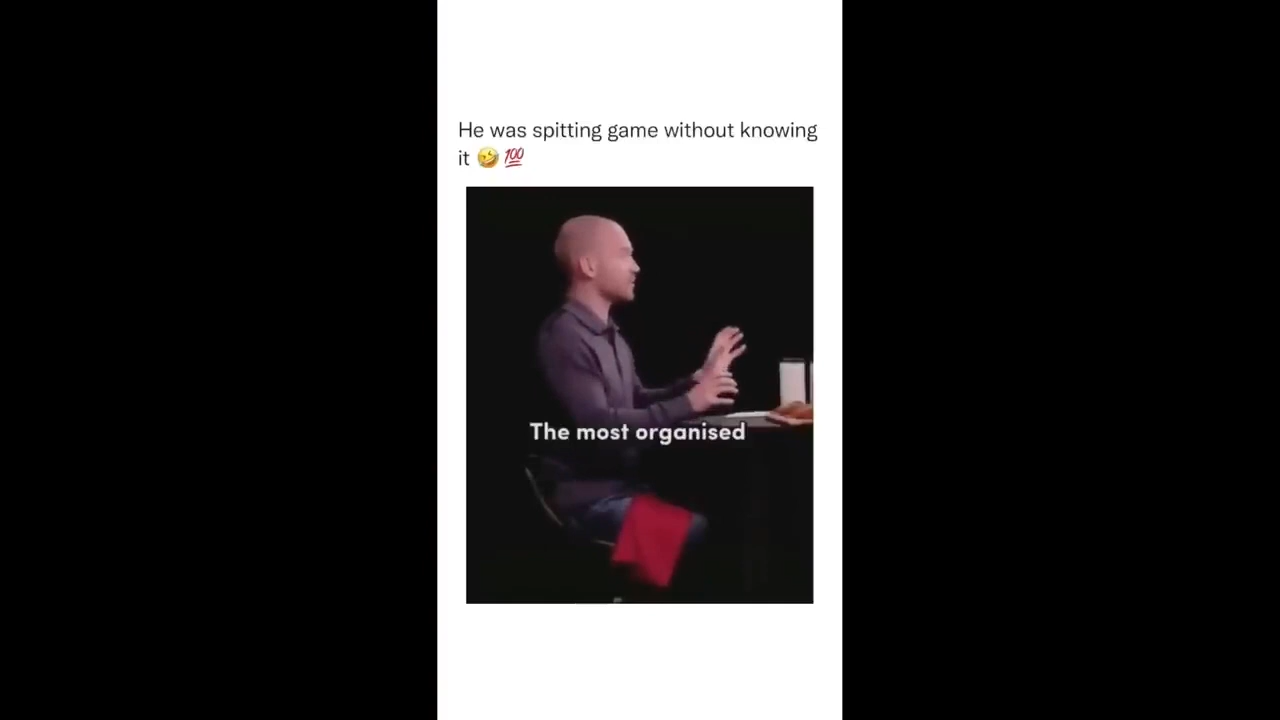 He was spitting game without knowing
it 🤣 💯
The most organised